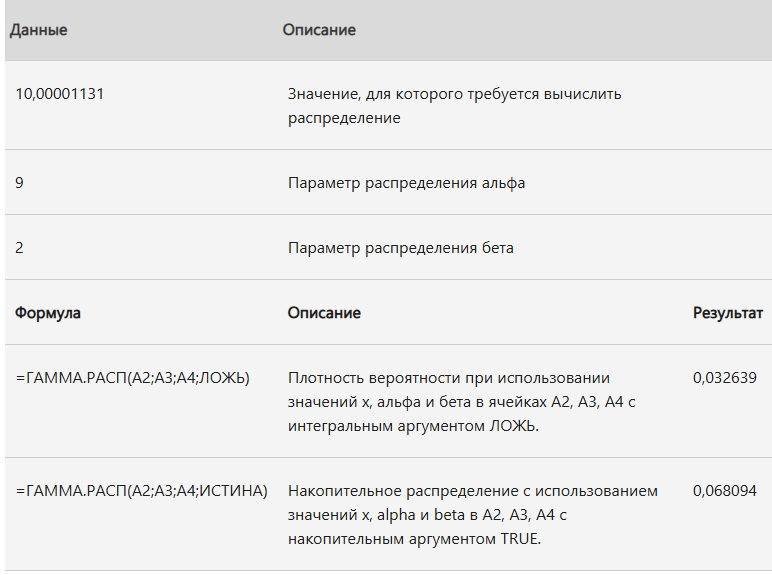 Данные Описание
10,00001131 Значение, для которого требуется вычислить
распределение
9 Параметр распределения альфа
2 Параметр распределения бета
Формула Описание Результат
=ГАММА.РАСП(A2;A3;A4;ЛОЖЬ) Плотность вероятности при использовании 0,032639
значений x, альфа и бета в ячейках A2, A3, A4 с
интегральным аргументом ЛОЖЬ.
=ГАММА.РАСП(A2;A3;A4;ИСТИНА) Накопительное распределение с использованием 0,068094
значений x, alpha и beta в A2, A3, A4 с
накопительным аргументом TRUE.